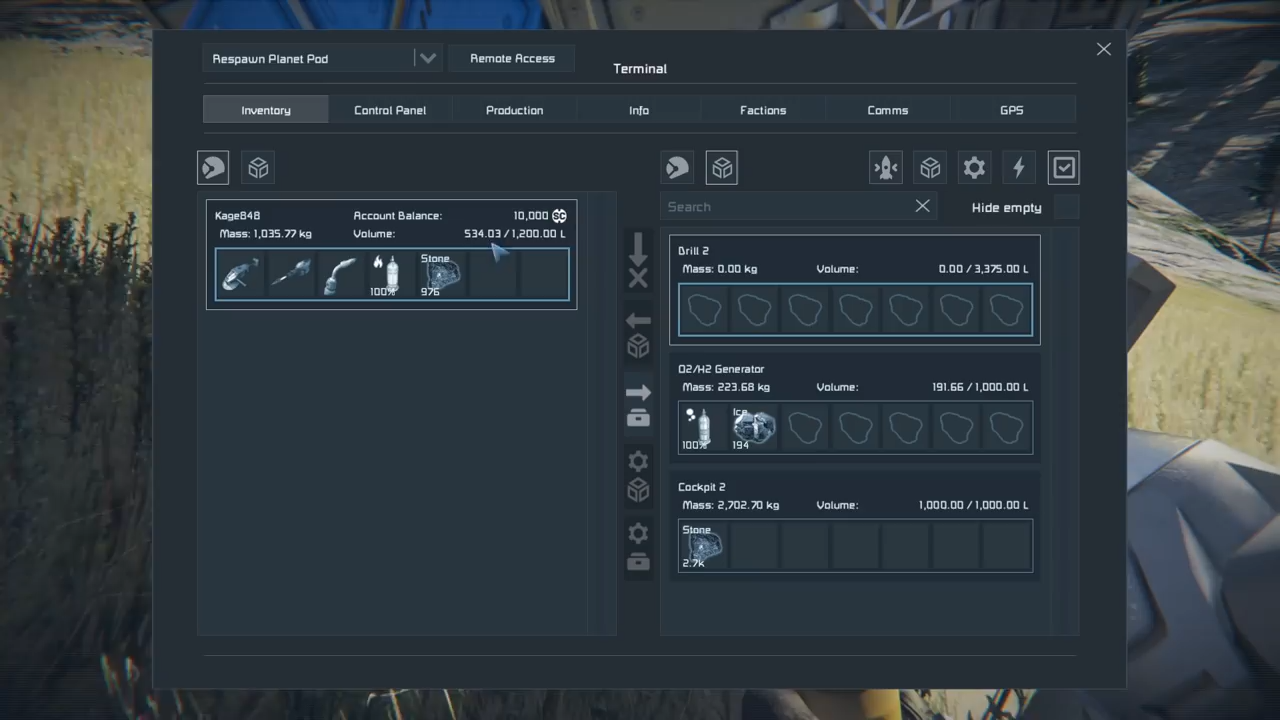 Respawn Planet Pod
Remote Access
Terminal
Inventory
Control Panel
Production
Info
Factions
Comms
GPS
Kage848
Account Balance:
10,000 SC
Mass: 1,035.77 kg
Volume:
534.03 / 1,200.00 L
100%
Stone
976
Search
Hide empty
Drill 2
Mass: 0.00 kg
Volume:
0.00 / 3,375.00 L
O2/H2 Generator
Mass: 223.68 kg
Volume:
191.66 / 1,000.00 L
100%
Ice
194
Cockpit 2
Mass: 2,702.70 kg
Volume:
1,000.00 / 1,000.00 L
Stone
2.7k